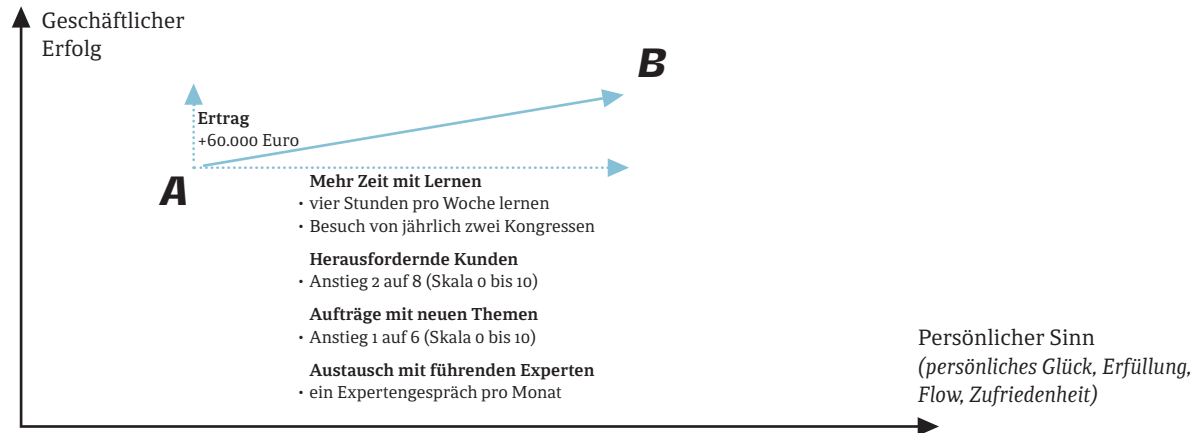 Geschäftlicher
Erfolg
B
Ertrag
+60.000 Euro
A
Mehr Zeit mit Lernen
· vier Stunden pro Woche lernen
· Besuch von jährlich zwei Kongressen
Herausfordernde Kunden
· Anstieg 2 auf 8 (Skala 0 bis 10)
Aufträge mit neuen Themen
· Anstieg 1 auf 6 (Skala 0 bis 10)
Austausch mit führenden Experten
· ein Expertengespräch pro Monat
Persönlicher Sinn
(persönliches Glück, Erfüllung,
Flow, Zufriedenheit)